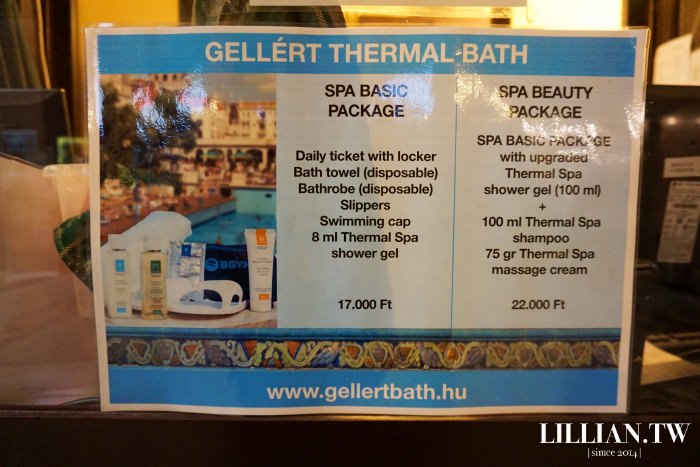 GELLÉRT THERMAL BATH
SPA BASIC
PACKAGE
Daily ticket with locker
Bath towel (disposable)
Bathrobe (disposable)
Slippers
Swimming cap
8 ml Thermal Spa
shower gel
17.000 Ft
SPA BEAUTY
PACKAGE
SPA BASIC PACKAGE
with upgraded
Thermal Spa
shower gel (100 ml)
+
100 ml Thermal Spa
shampoo
75 gr Thermal Spa
massage cream
22.000 Ft
BGYH
www.gellertbath.hu
LILLIAN.TW
| simce 2014 |